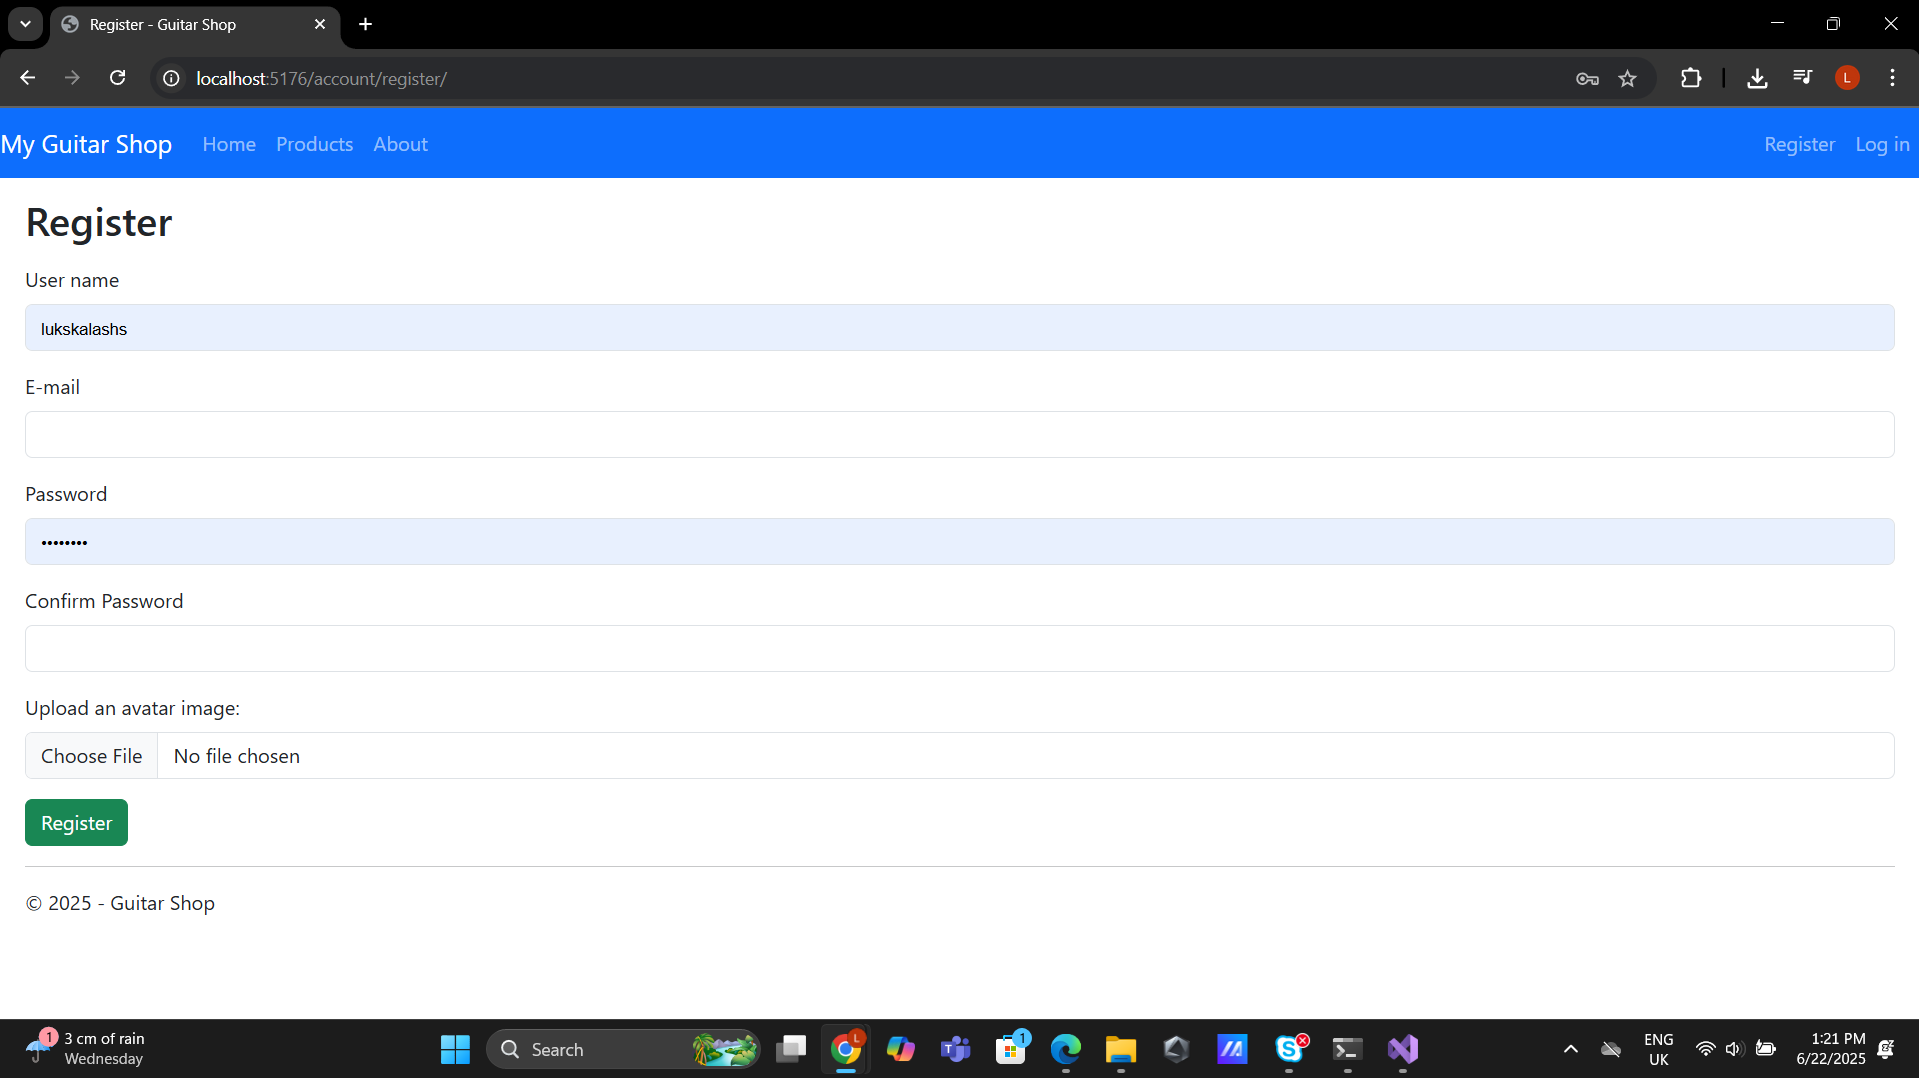 Register - Guitar Shop
localhost:5176/account/register/
L
My Guitar Shop
Home
Products
About
Register
Log in
Register
User name
lukskalashs
E-mail
Password
••••••••
Confirm Password
Upload an avatar image:
Choose File
No file chosen
Register
© 2025 - Guitar Shop
1
3 cm of rain
Wednesday
Search
L
T
1
S
ENG
UK
1:21 PM
6/22/2025